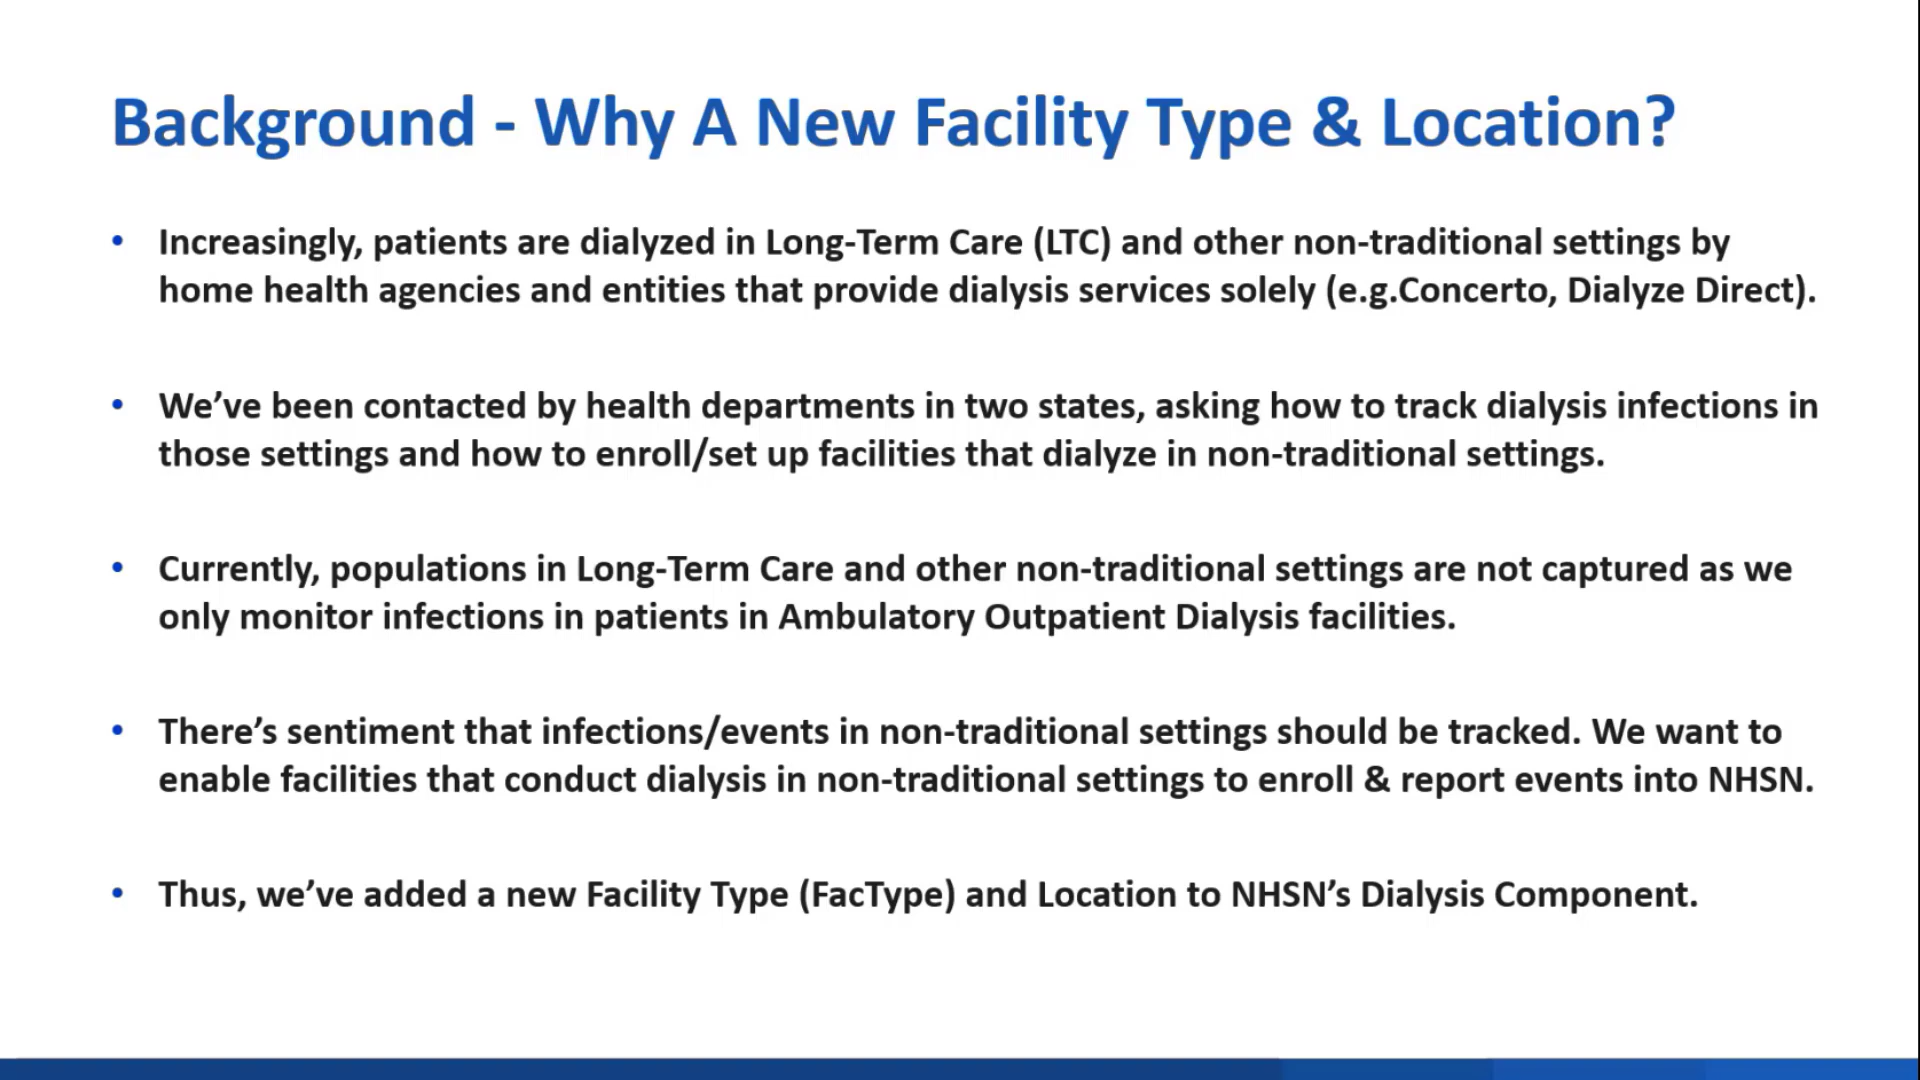 Background - Why A New Facility Type & Location?
• Increasingly, patients are dialyzed in Long-Term Care (LTC) and other non-traditional settings by
home health agencies and entities that provide dialysis services solely (e.g.Concerto, Dialyze Direct).
• We’ve been contacted by health departments in two states, asking how to track dialysis infections in
those settings and how to enroll/set up facilities that dialyze in non-traditional settings.
• Currently, populations in Long-Term Care and other non-traditional settings are not captured as we
only monitor infections in patients in Ambulatory Outpatient Dialysis facilities.
• There’s sentiment that infections/events in non-traditional settings should be tracked. We want to
enable facilities that conduct dialysis in non-traditional settings to enroll & report events into NHSN.
• Thus, we’ve added a new Facility Type (FacType) and Location to NHSN’s Dialysis Component.